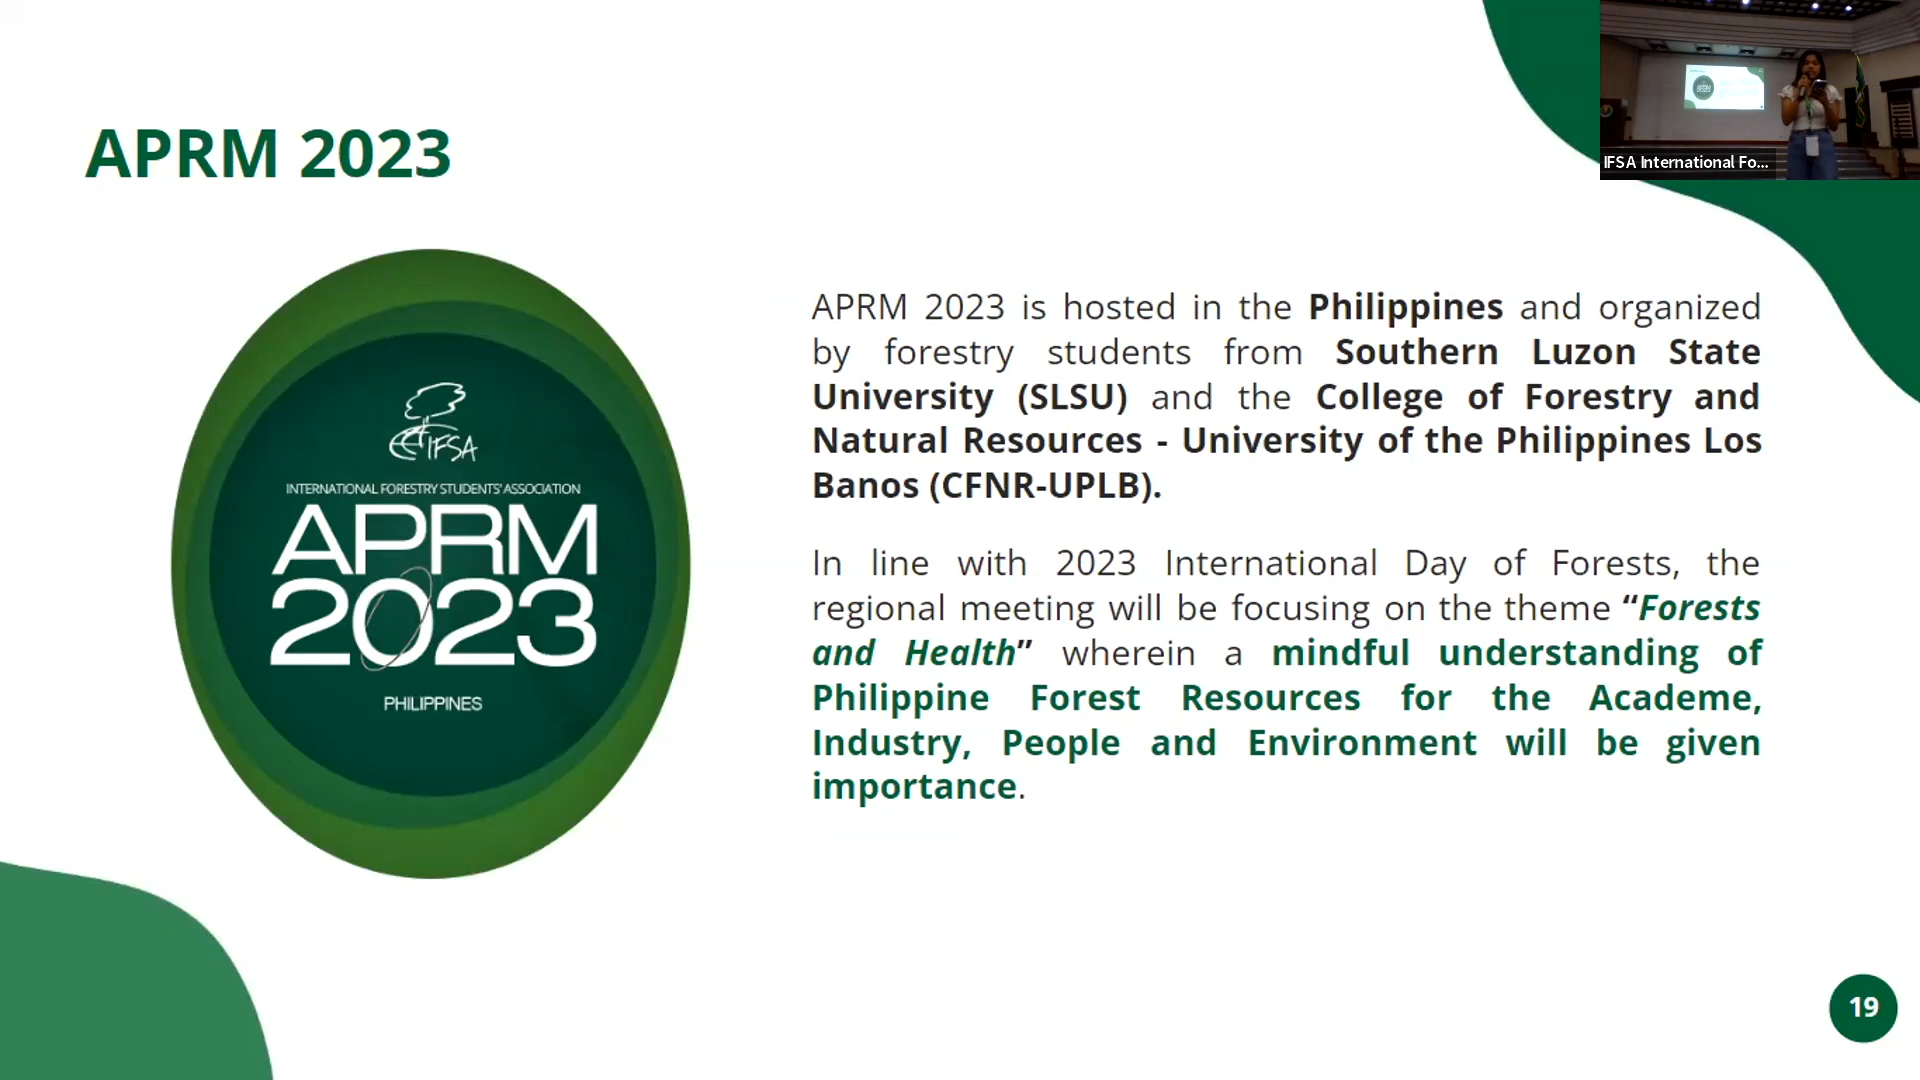 IFSA International Fo...
APRM 2023
IFSA
INTERNATIONAL FORESTRY STUDENTS' ASSOCIATION
APRM
2023
PHILIPPINES
APRM 2023 is hosted in the Philippines and organized
by forestry students from Southern Luzon State
University (SLSU) and the College of Forestry and
Natural Resources - University of the Philippines Los
Banos (CFNR-UPLB).
In line with 2023 International Day of Forests, the
regional meeting will be focusing on the theme “Forests
and Health” wherein a mindful understanding of
Philippine Forest Resources for the Academe,
Industry, People and Environment will be given
importance.
19